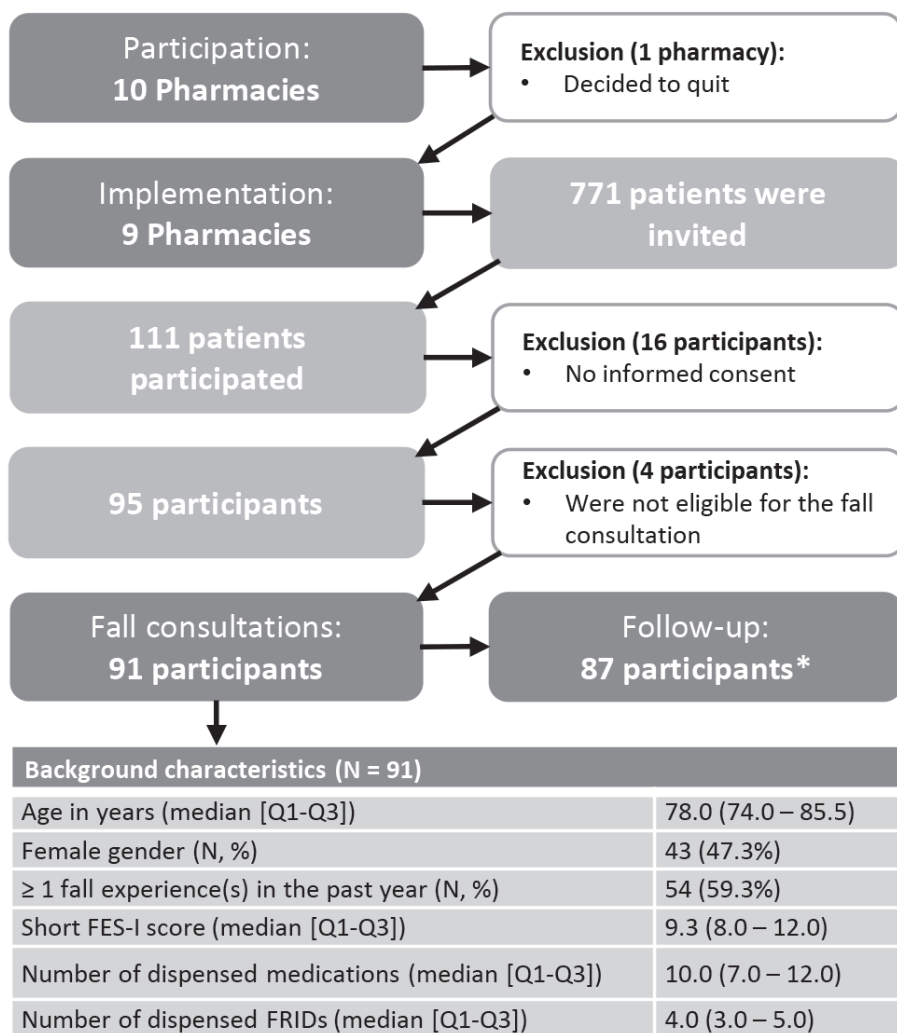 Participation:
10 Pharmacies
Exclusion (1 pharmacy):
• Decided to quit
Implementation:
9 Pharmacies
771 patients were
invited
111 patients
participated
Exclusion (16 participants):
• No informed consent
95 participants
Exclusion (4 participants):
• Were not eligible for the fall
consultation
Fall consultations:
91 participants
Follow-up:
87 participants*
Background characteristics (N = 91)
Age in years (median [Q1-Q3]) 78.0 (74.0 – 85.5)
Female gender (N, %) 43 (47.3%)
≥ 1 fall experience(s) in the past year (N, %) 54 (59.3%)
Short FES-I score (median [Q1-Q3]) 9.3 (8.0 – 12.0)
Number of dispensed medications (median [Q1-Q3]) 10.0 (7.0 – 12.0)
Number of dispensed FRIDs (median [Q1-Q3]) 4.0 (3.0 – 5.0)